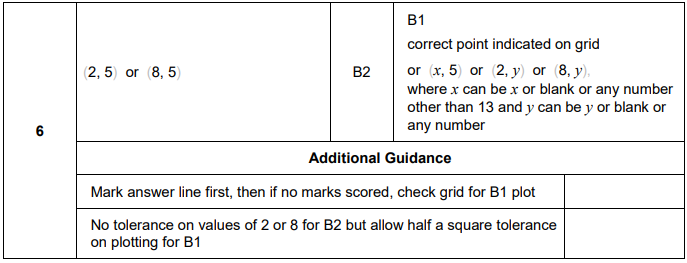 6
(2, 5) or (8, 5)
B2
B1
correct point indicated on grid
or (x, 5) or (2, y) or (8, y),
where x can be x or blank or any number
other than 13 and y can be y or blank or
any number
Additional Guidance
Mark answer line first, then if no marks scored, check grid for B1 plot
No tolerance on values of 2 or 8 for B2 but allow half a square tolerance
on plotting for B1